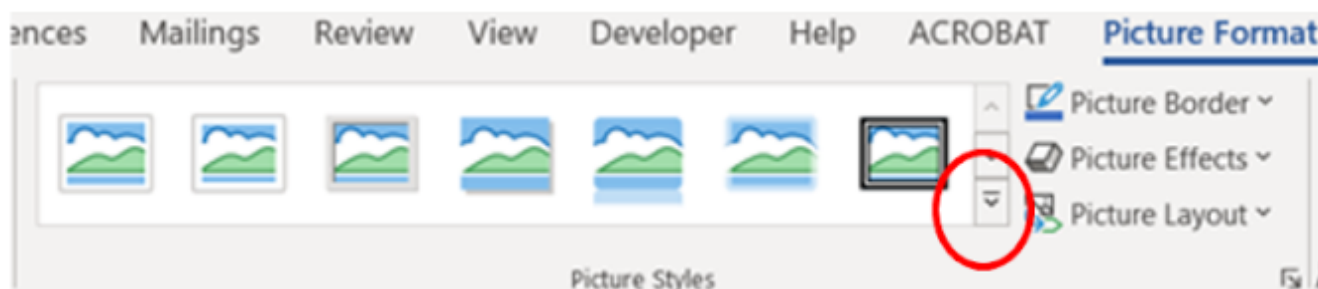 ences Mailings Review View Developer Help ACROBAT Picture Format
Picture Border
Picture Effects
Picture Layout
Picture Styles